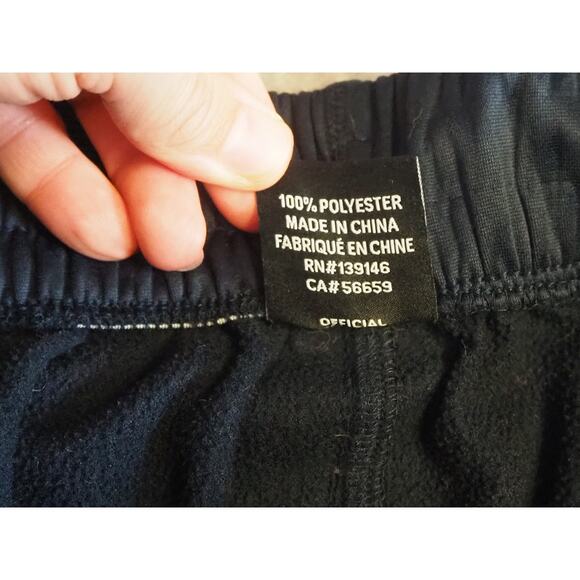 100% POLYESTER
MADE IN CHINA
FABRIQUÉ EN CHINE
RN#139146
CA#56659
OFFICIAL